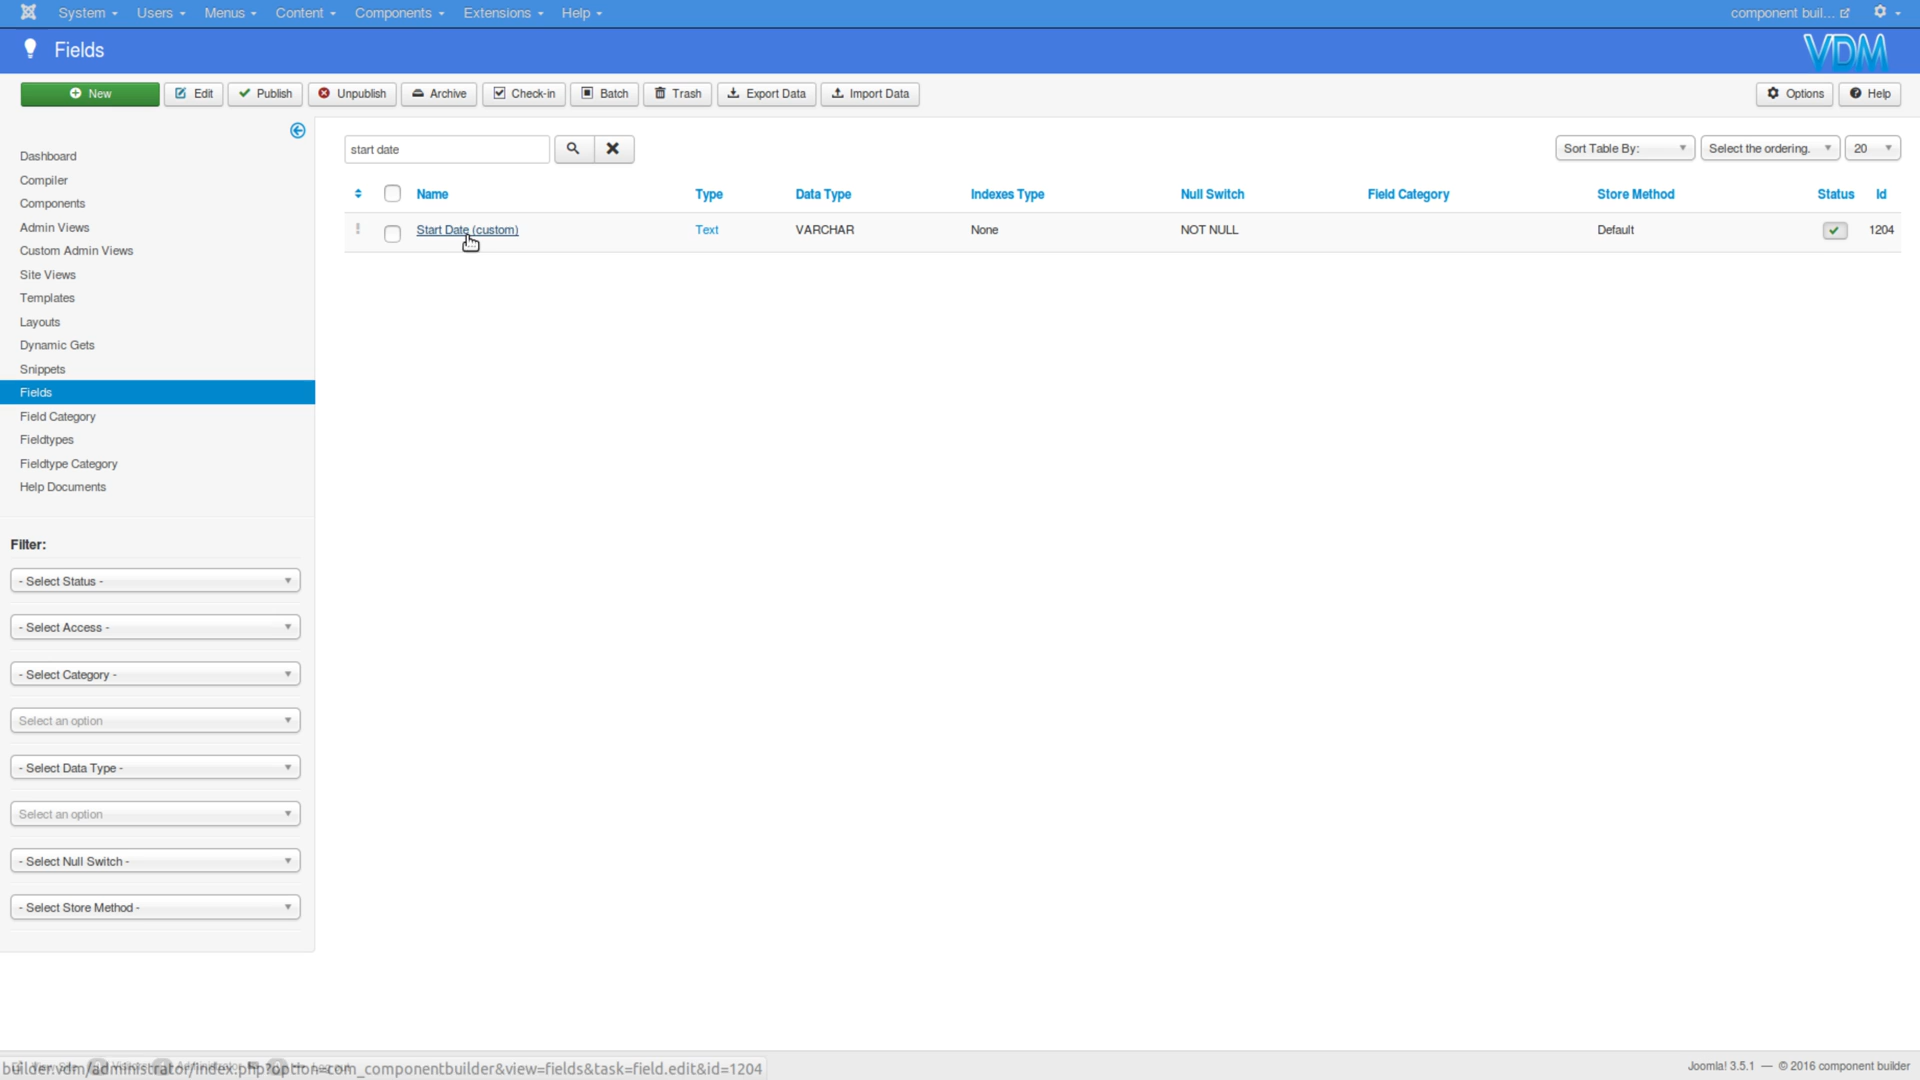 System Users Menus Content Components Extensions Help component buil...
Fields VDM
New Edit Publish Unpublish Archive Check-in Batch Trash Export Data Import Data Options Help
Dashboard
Compiler
Components
Admin Views
Custom Admin Views
Site Views
Templates
Layouts
Dynamic Gets
Snippets
Fields
Field Category
Fieldtypes
Fieldtype Category
Help Documents
Filter:
- Select Status -
- Select Access -
- Select Category -
Select an option
- Select Data Type -
Select an option
- Select Null Switch -
- Select Store Method -
start date Sort Table By: Select the ordering. 20
Name Type Data Type Indexes Type Null Switch Field Category Store Method Status Id
Start Date (custom) Text VARCHAR None NOT NULL Default 1204
builder.vdm/administrator/index.php?option=com_componentbuilder&view=fields&task=field.edit&id=1204
Joomla! 3.5.1 — © 2016 component builder